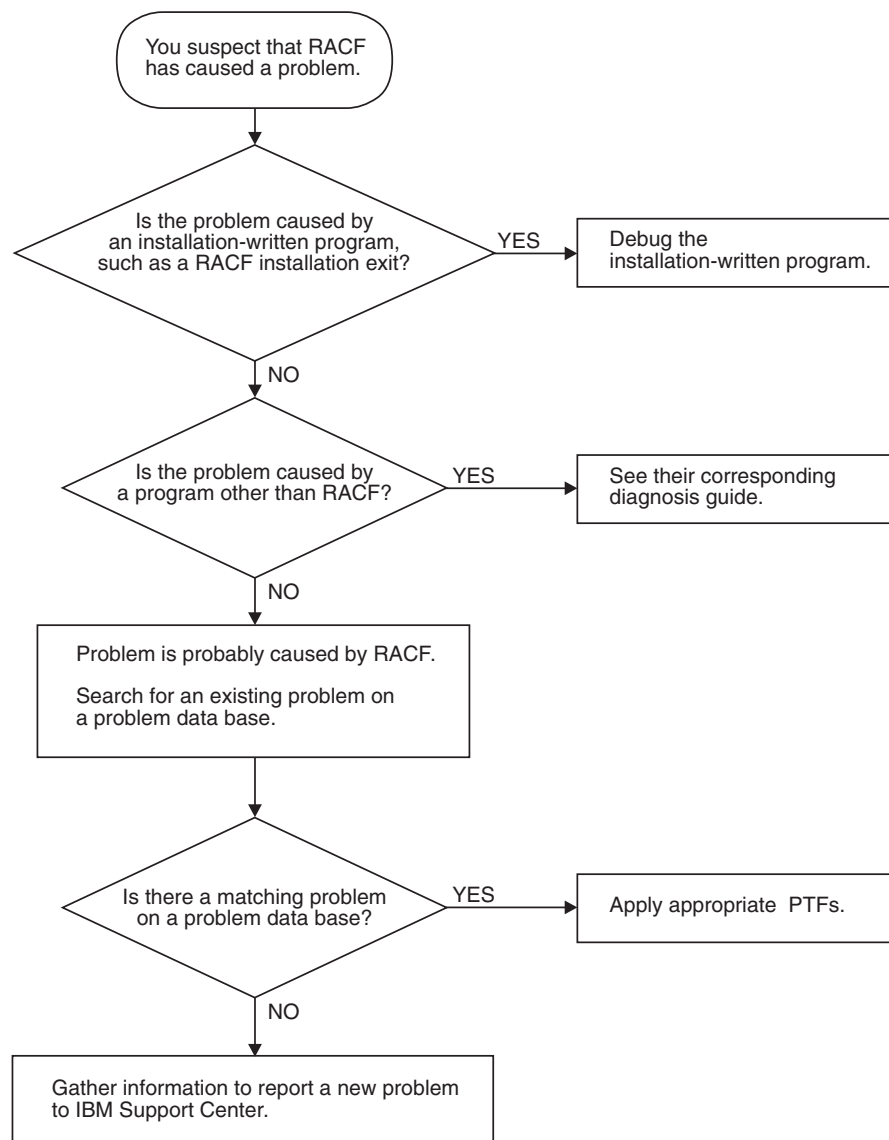 You suspect that RACF
has caused a problem.
Is the problem caused by
an installation-written program,
such as a RACF installation exit?
YES
Debug the
installation-written program.
NO
Is the problem caused by
a program other than RACF?
YES
See their corresponding
diagnosis guide.
NO
Problem is probably caused by RACF.
Search for an existing problem on
a problem data base.
Is there a matching problem
on a problem data base?
YES
Apply appropriate PTFs.
NO
Gather information to report a new problem
to IBM Support Center.